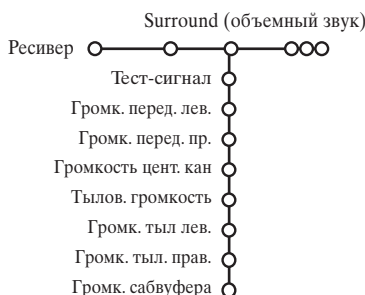 Surround (объемный звук)
Ресивер
Тест-сигнал
Громк. перед. лев.
Громк. перед. пр.
Громкость цент. кан
Тылов. громкость
Громк. тыл лев.
Громк. тыл. прав.
Громк. сабвуфера